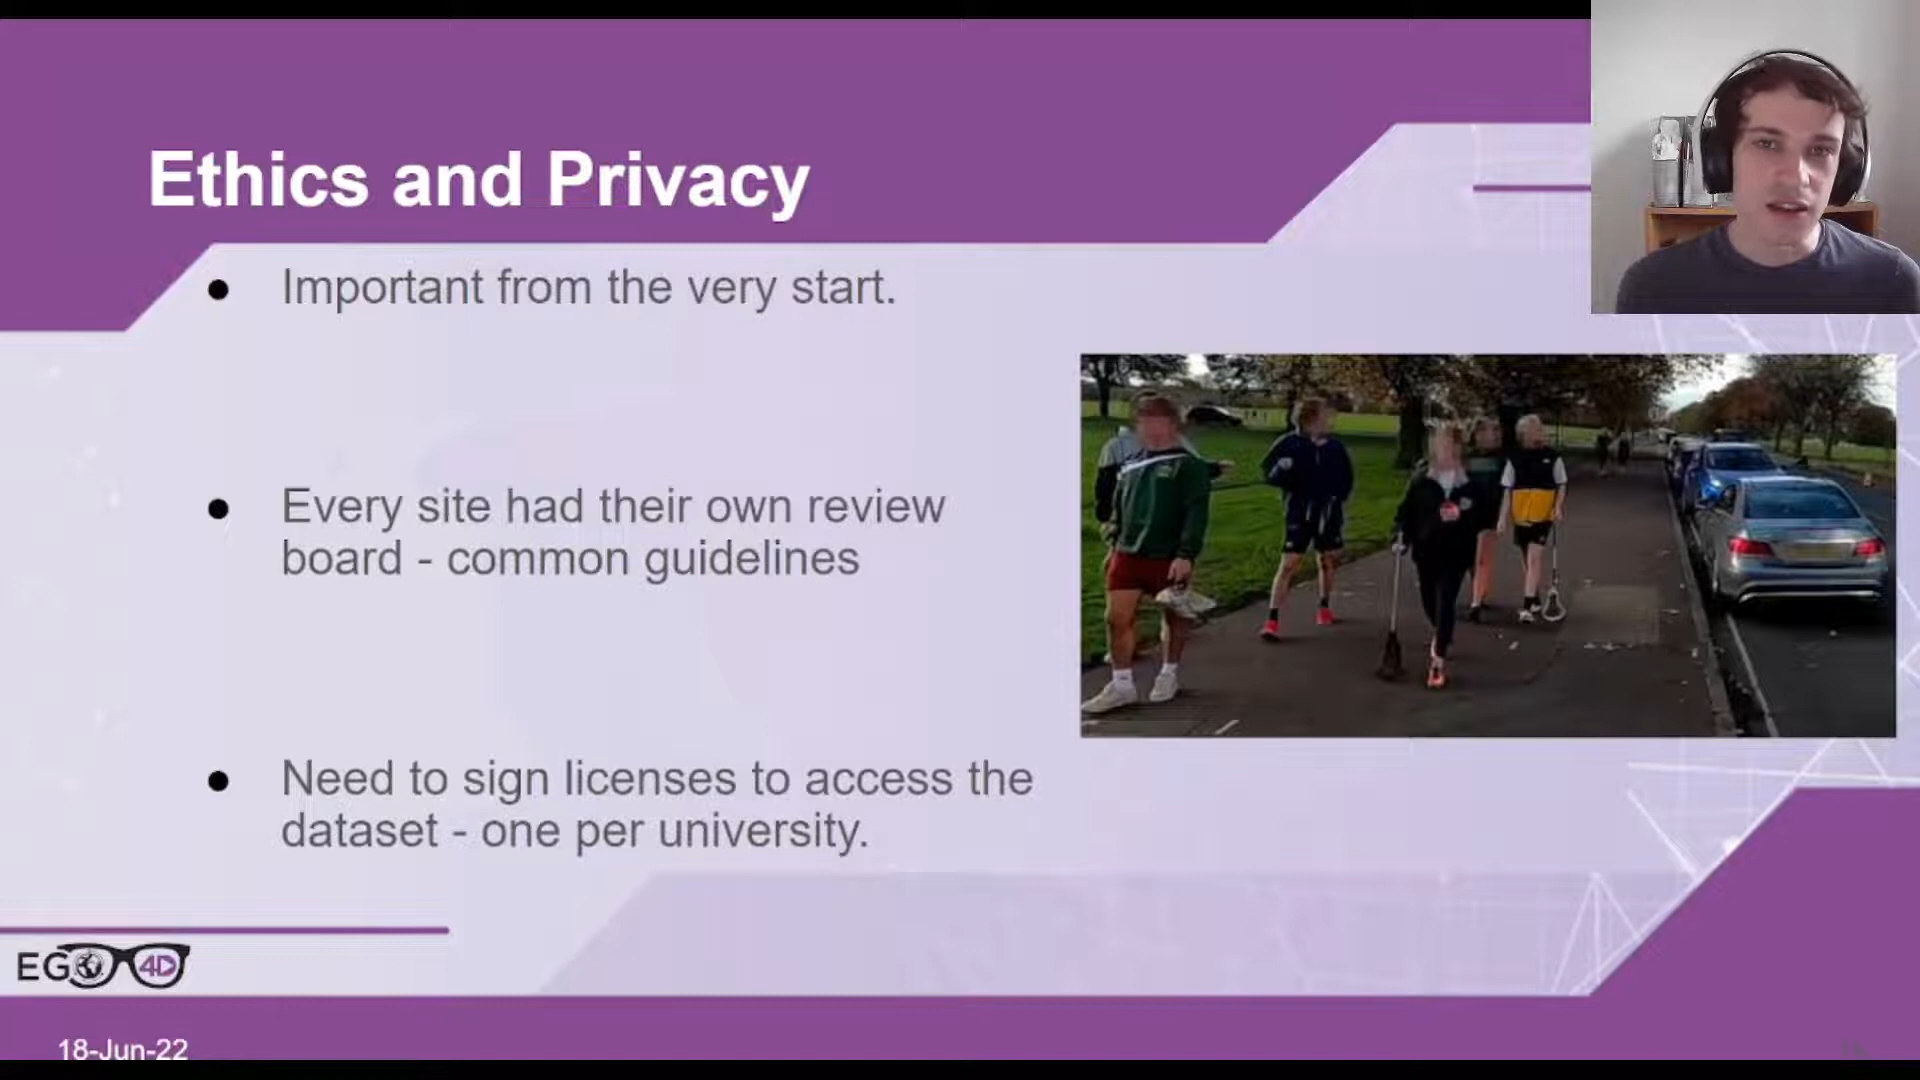 Ethics and Privacy
● Important from the very start.
● Every site had their own review
board - common guidelines
● Need to sign licenses to access the
dataset - one per university.
EGO4D
18-Jun-22